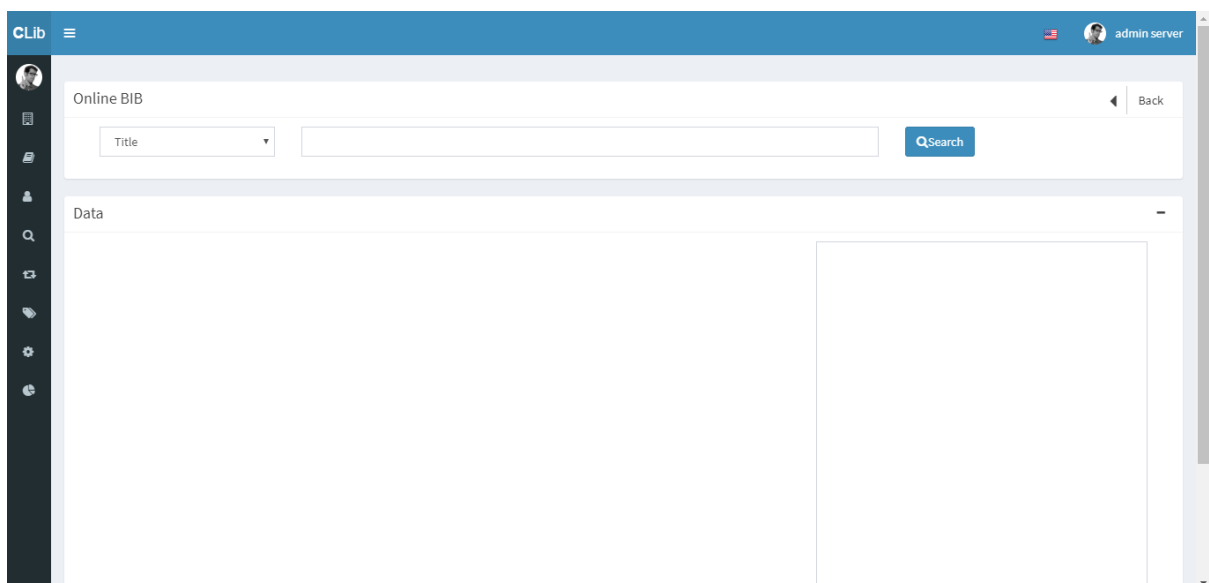 CLib
admin server
Online BIB
Back
Title
Search
Data